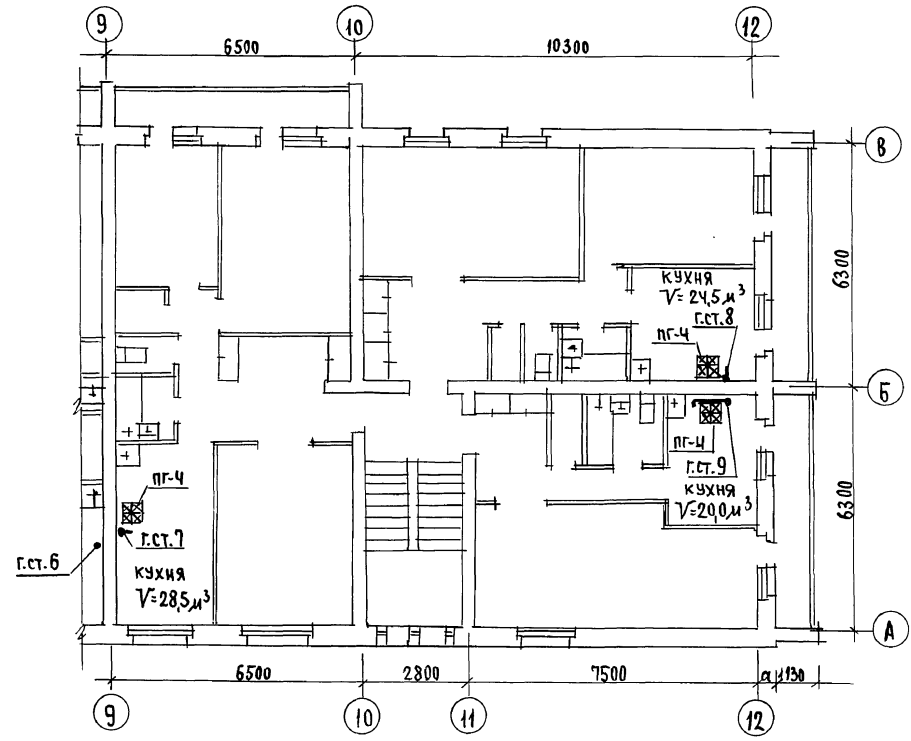 9
10
12
6500
10300
В
6300
КУХНЯ
V=24,5м³
Г.СТ.8
ПГ-4
Б
ПГ-4
Г.СТ.9
КУХНЯ
V=20,0м³
6300
ПГ-4
Г.СТ.7
Г.СТ.6
КУХНЯ
V=28,5м³
А
6500
2800
7500
а
1130
9
10
11
12